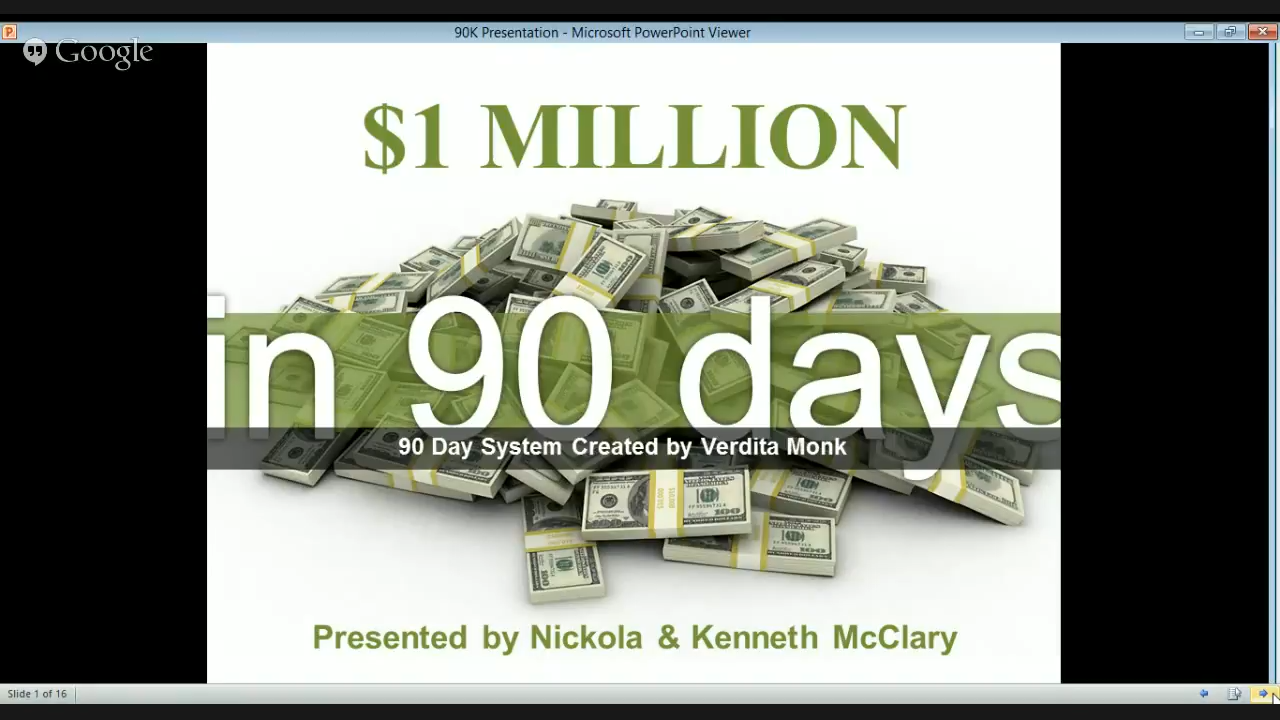 90K Presentation - Microsoft PowerPoint Viewer
Google
$1 MILLION
in 90 days
90 Day System Created by Verdita Monk
Presented by Nickola & Kenneth McClary
Slide 1 of 16